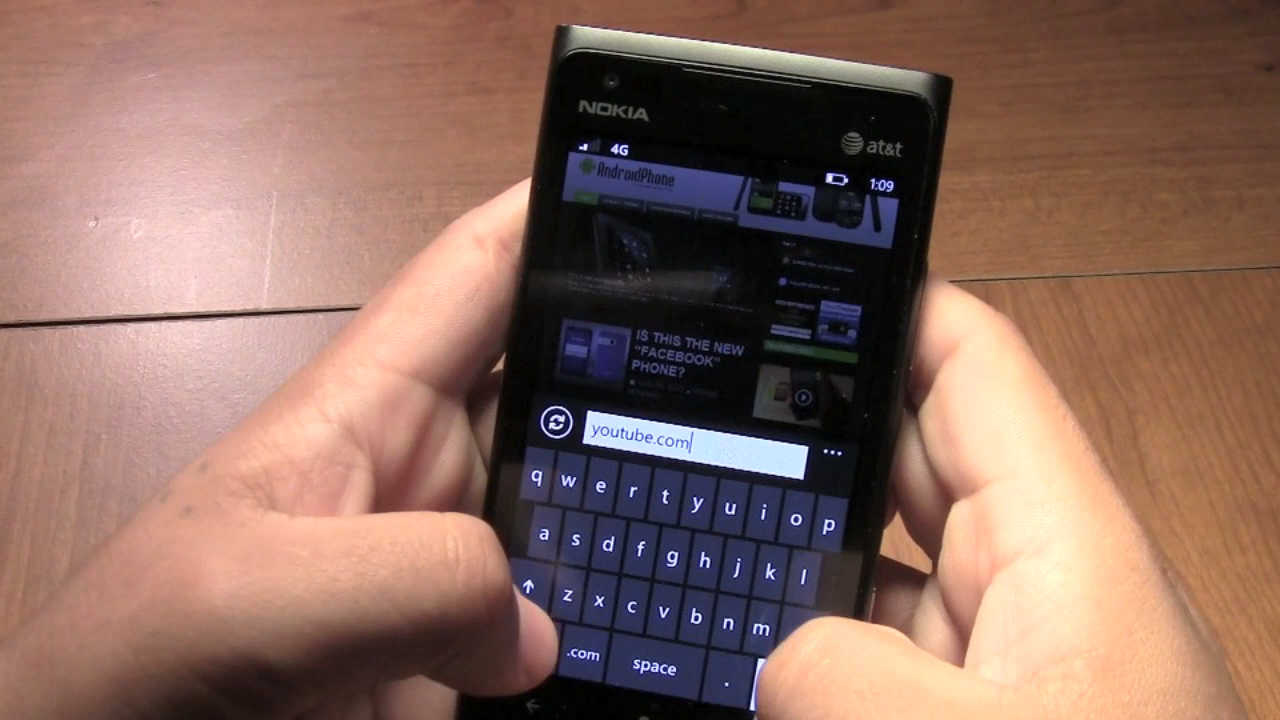 NOKIA
at&t
4G
1:09
AndroidPhone
IS THIS THE NEW
"FACEBOOK"
PHONE?
youtube.com
...
q w e r t y u i o p
a s d f g h j k l
z x c v b n m
.com space .